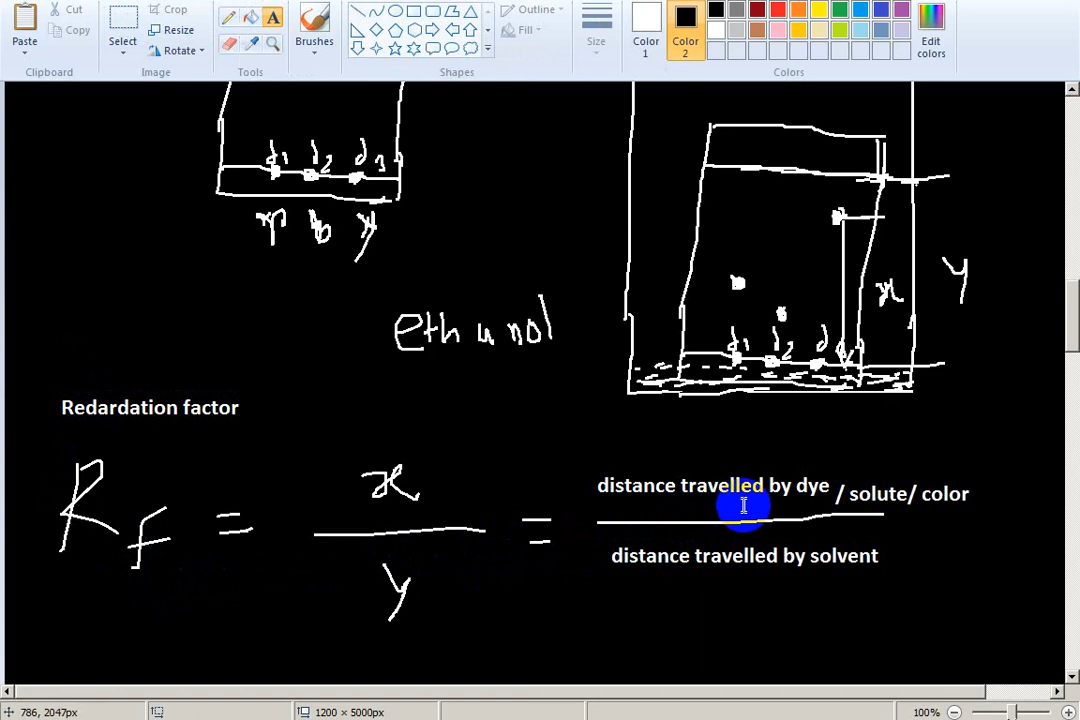 Paste
Cut
Copy
Clipboard
Select
Crop
Resize
Rotate
Image
A
Tools
Brushes
Outline
Fill
Shapes
Size
Color 1
Color 2
Edit colors
Colors
d1 d2 d3
r b y
ethanol
d1 d2 d
x
y
Redardation factor
Rf = x / y =
distance travelled by dye / solute/ color
distance travelled by solvent
786, 2047px
1200 × 5000px
100%